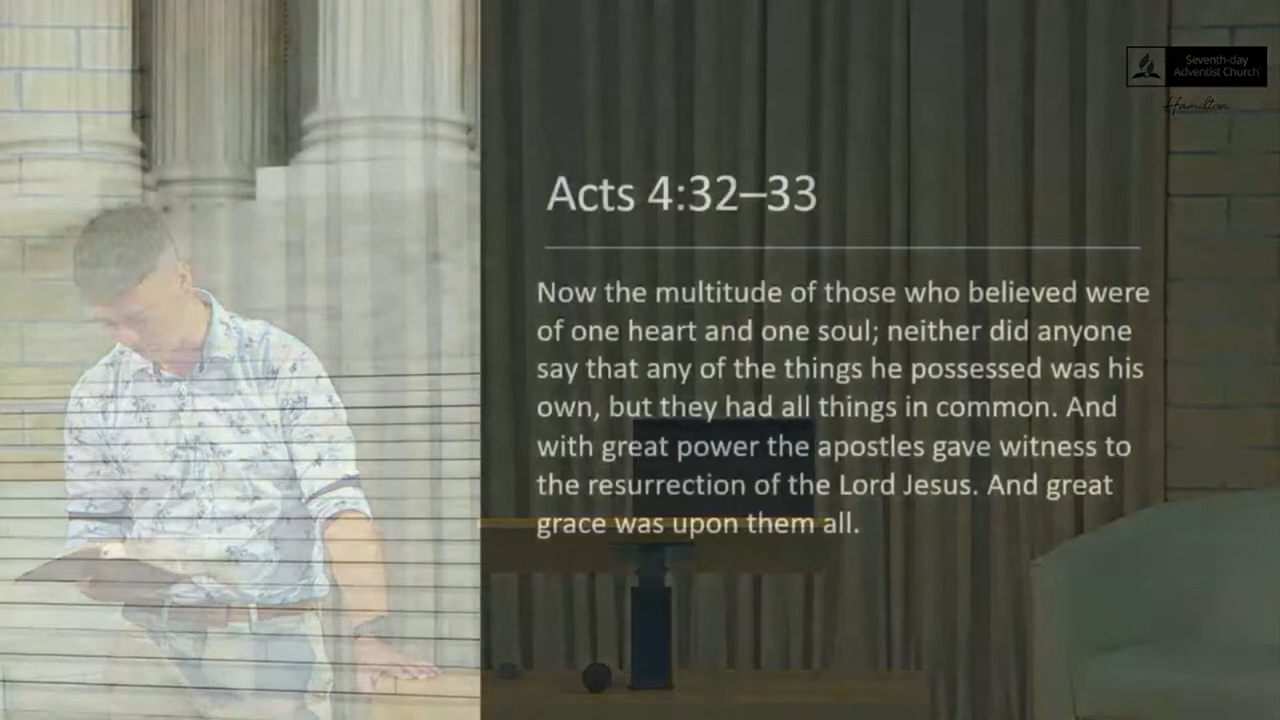 Seventh-day
Adventist Church
Hamilton
Acts 4:32–33
Now the multitude of those who believed were
of one heart and one soul; neither did anyone
say that any of the things he possessed was his
own, but they had all things in common. And
with great power the apostles gave witness to
the resurrection of the Lord Jesus. And great
grace was upon them all.